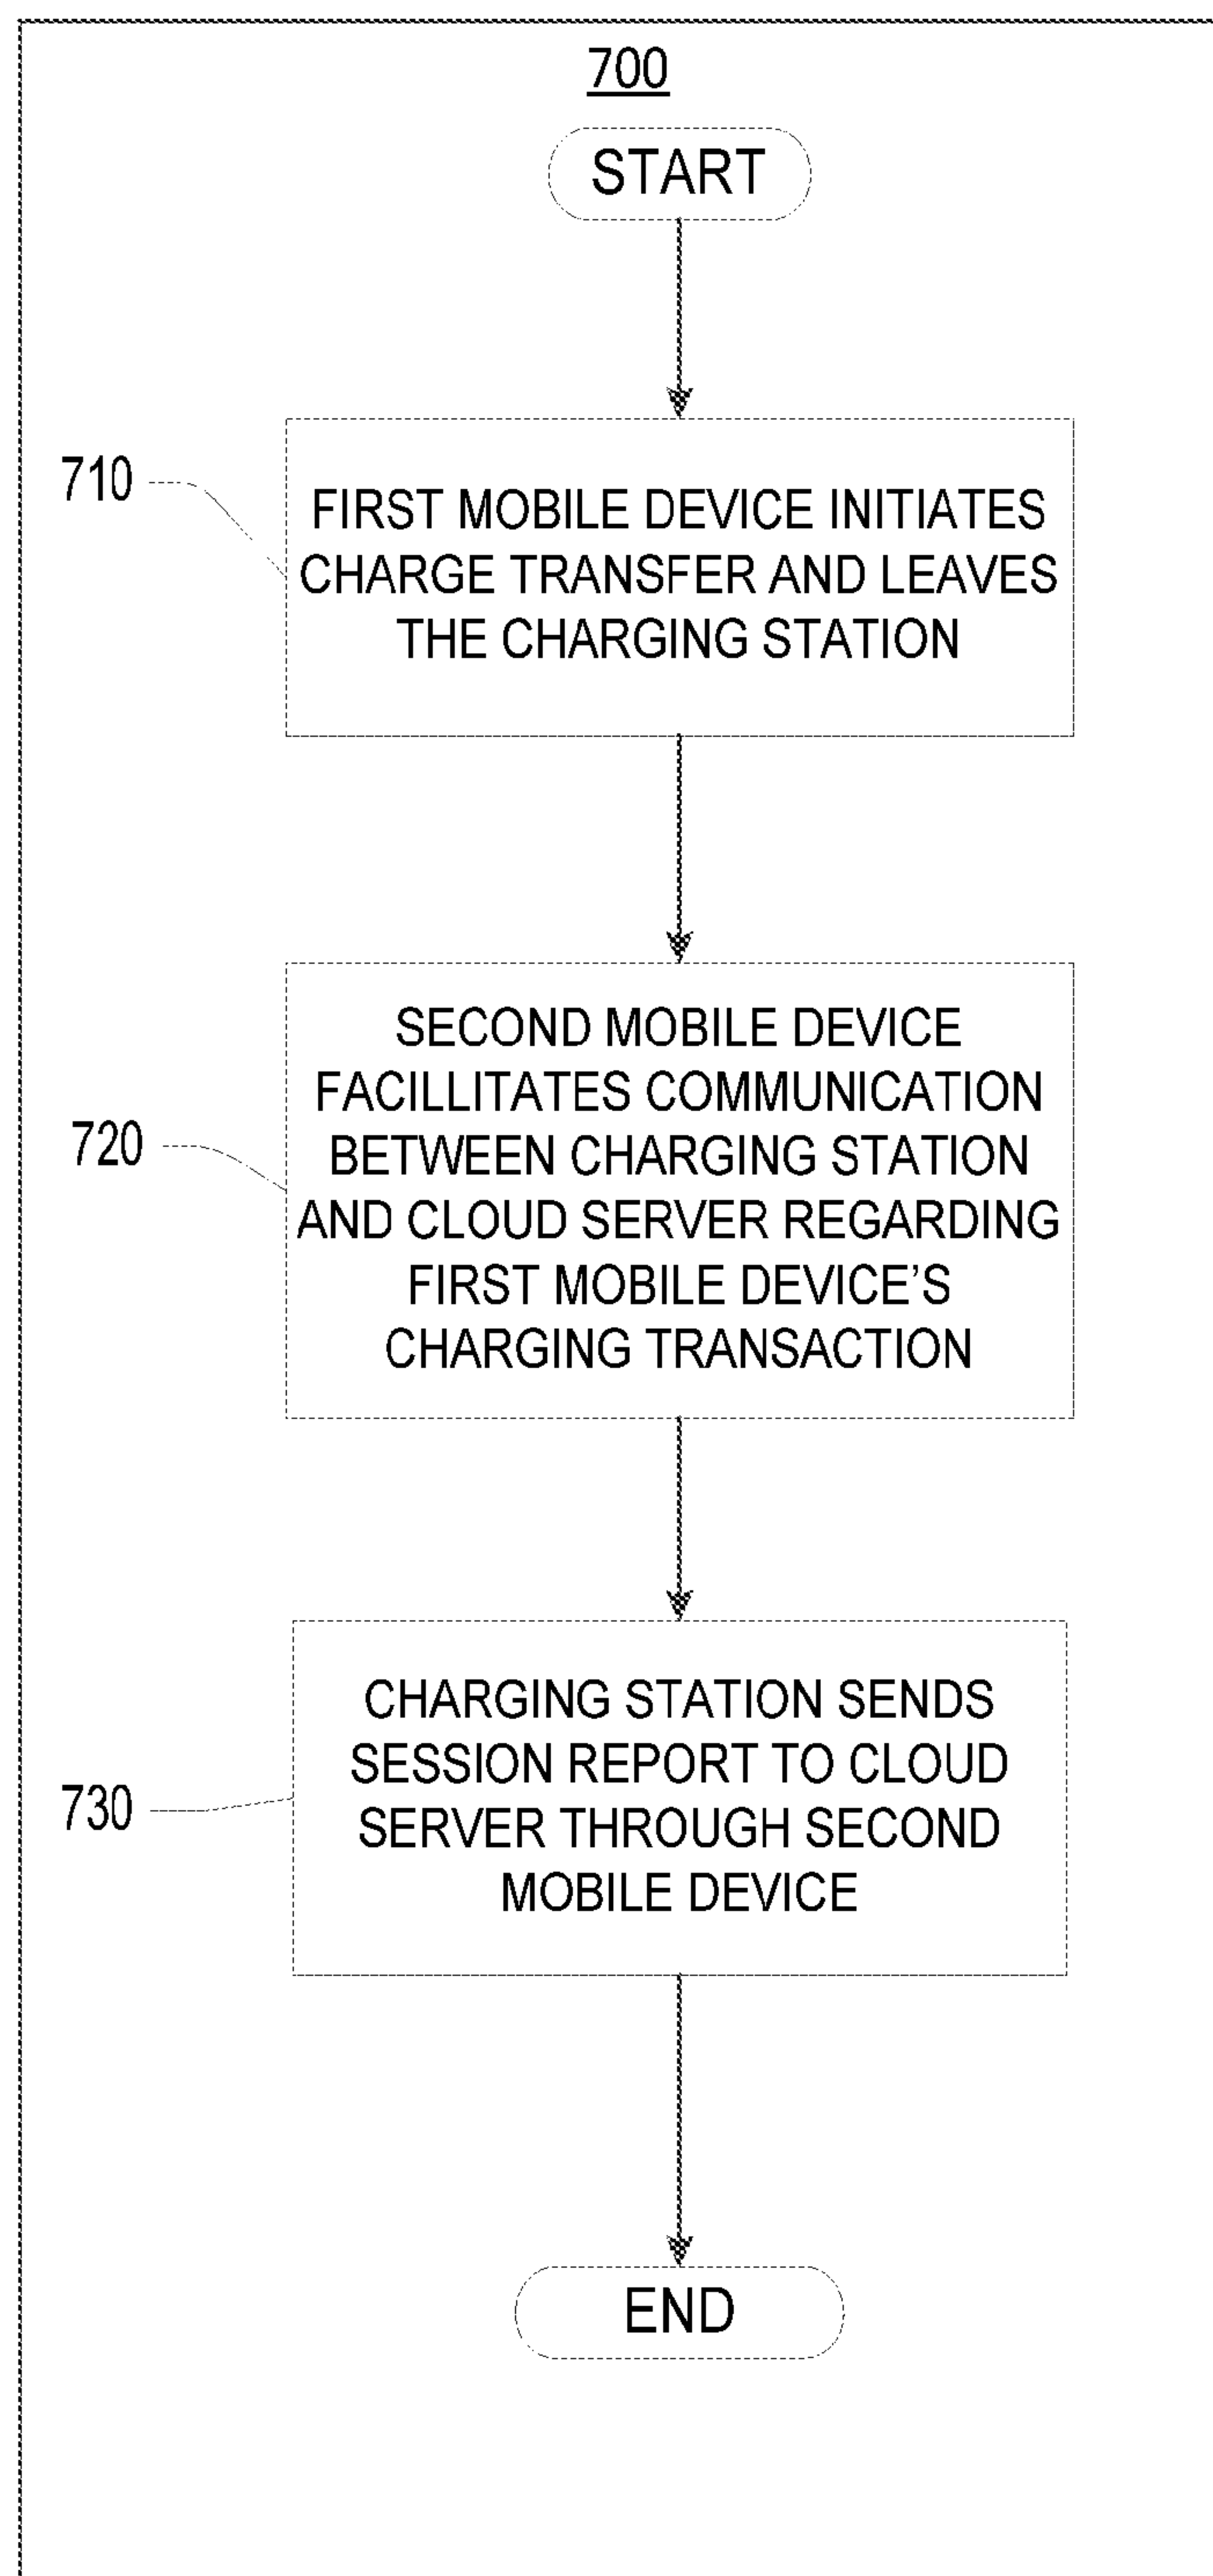 700
START
710
FIRST MOBILE DEVICE INITIATES
CHARGE TRANSFER AND LEAVES
THE CHARGING STATION
720
SECOND MOBILE DEVICE
FACILLITATES COMMUNICATION
BETWEEN CHARGING STATION
AND CLOUD SERVER REGARDING
FIRST MOBILE DEVICE’S
CHARGING TRANSACTION
730
CHARGING STATION SENDS
SESSION REPORT TO CLOUD
SERVER THROUGH SECOND
MOBILE DEVICE
END